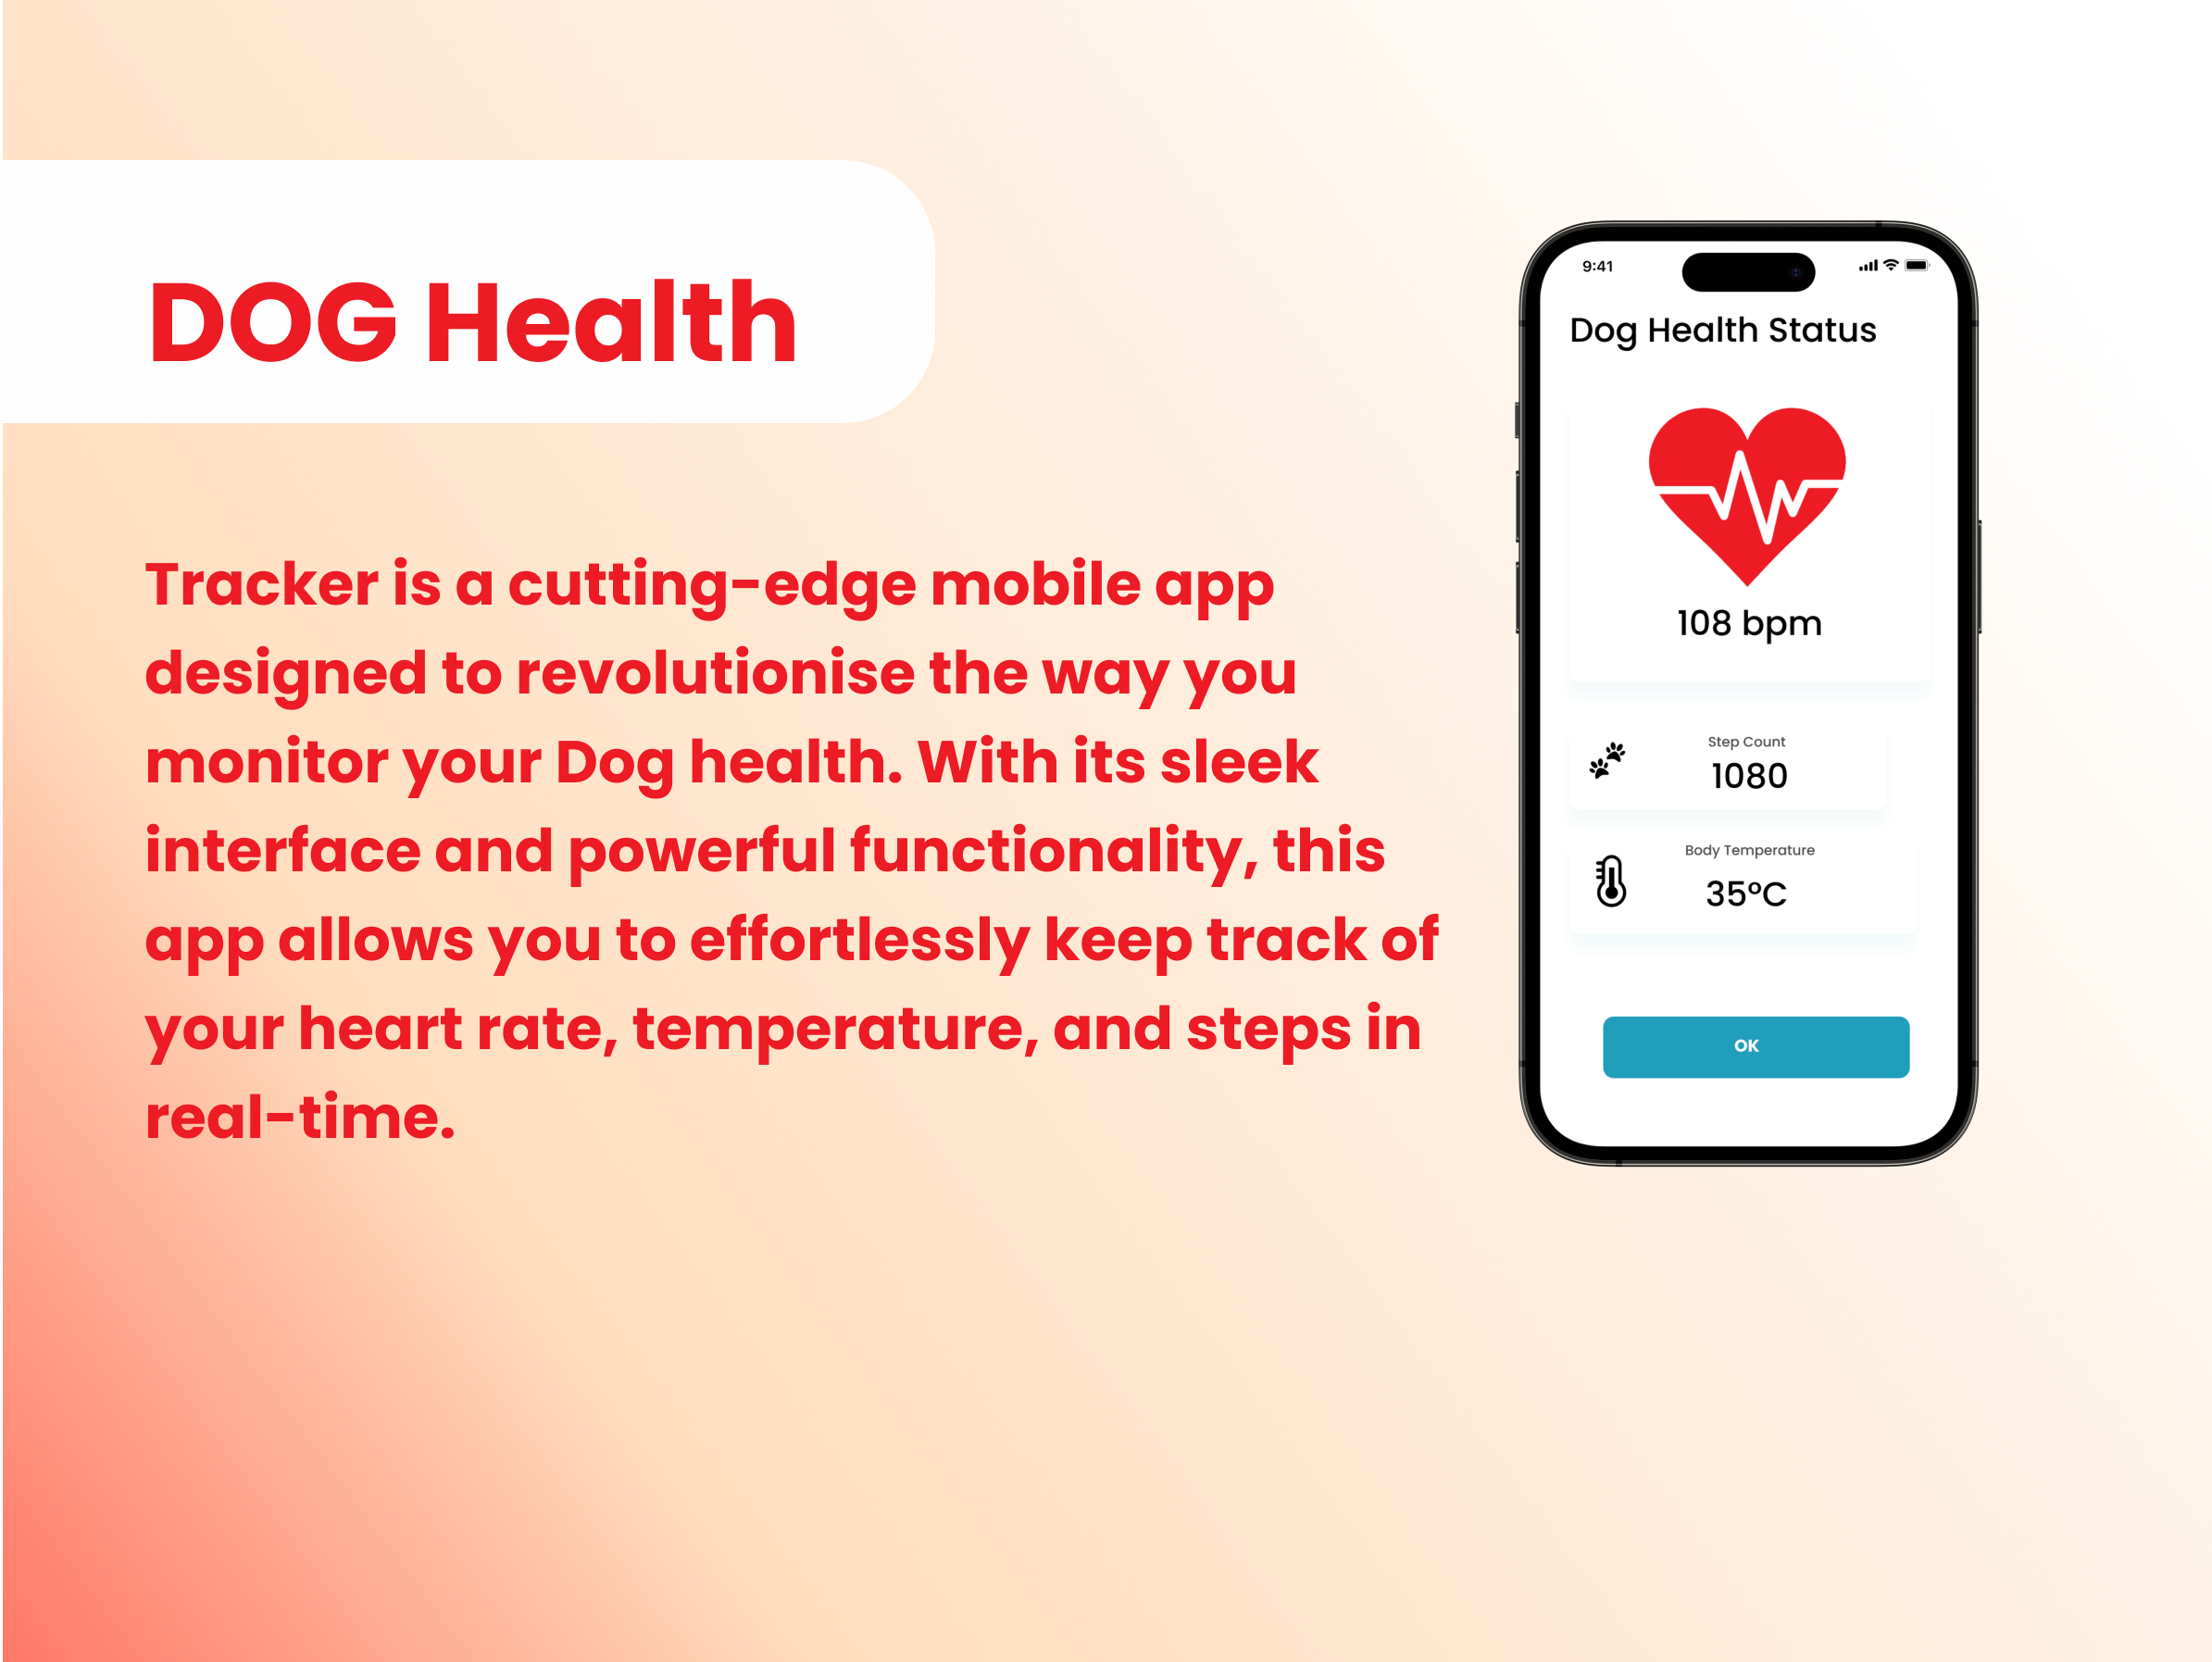 DOG Health
Tracker is a cutting-edge mobile app
designed to revolutionise the way you
monitor your Dog health. With its sleek
interface and powerful functionality, this
app allows you to effortlessly keep track of
your heart rate, temperature, and steps in
real-time.
9:41
Dog Health Status
108 bpm
Step Count
1080
Body Temperature
35°C
OK